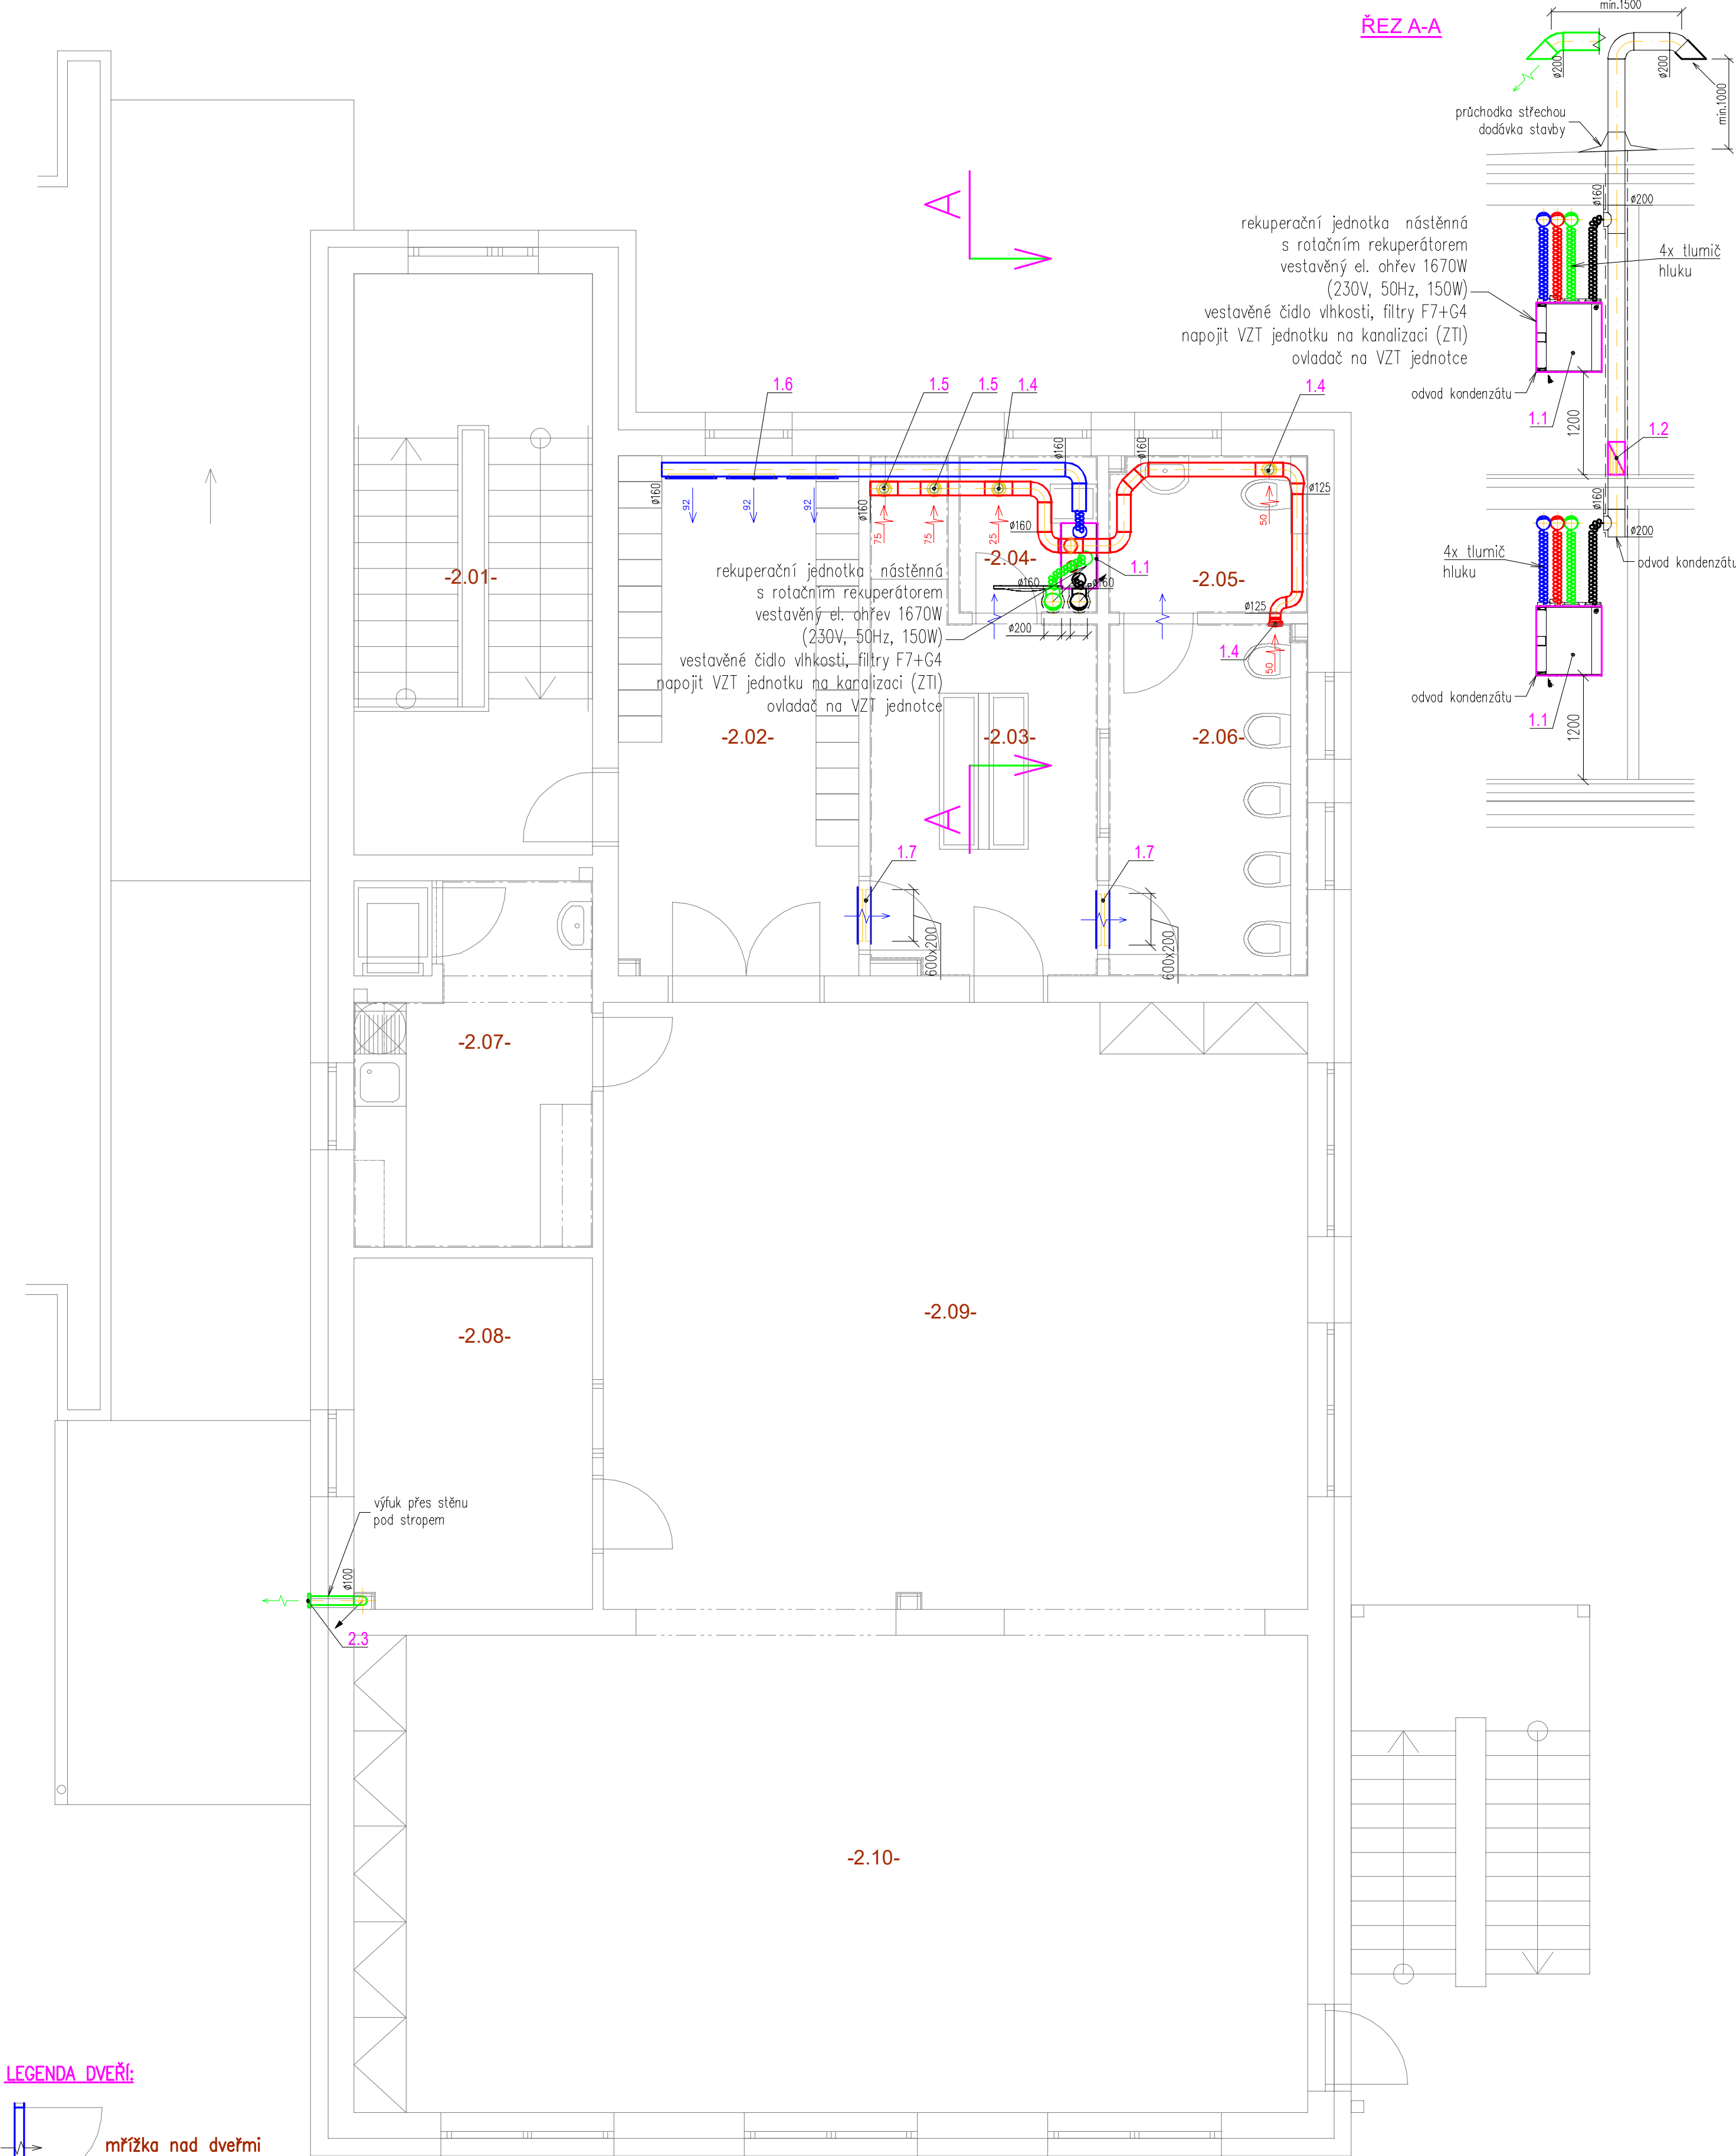 ŘEZ A-A
min.1500
ø200
ø200
min.1000
průchodka střechou
dodávka stavby
ø160
ø200
rekuperační jednotka nástěnná
s rotačním rekuperátorem
vestavěný el. ohřev 1670W
(230V, 50Hz, 150W)
vestavěné čidlo vlhkosti, filtry F7+G4
napojit VZT jednotku na kanalizaci (ZTI)
ovladač na VZT jednotce
4x tlumič
hluku
odvod kondenzátu
1.1
1200
1.2
ø160
ø200
4x tlumič
hluku
odvod kondenzátu
odvod kondenzátu
1.1
1200
A
1.6
1.5
1.5
1.4
1.4
ø160
ø160
ø160
ø160
ø125
92
92
92
75
75
25
50
ø160
-2.04-
1.1
-2.01-
-2.05-
ø160
ø160
ø125
ø200
1.4
50
rekuperační jednotka nástěnná
s rotačním rekuperátorem
vestavěný el. ohřev 1670W
(230V, 50Hz, 150W)
vestavěné čidlo vlhkosti, filtry F7+G4
napojit VZT jednotku na kanalizaci (ZTI)
ovladač na VZT jednotce
-2.02-
-2.03-
-2.06-
A
1.7
1.7
600x200
600x200
-2.07-
-2.09-
-2.08-
výfuk přes stěnu
pod stropem
ø100
2.3
-2.10-
LEGENDA DVEŘÍ:
mřížka nad dveřmi